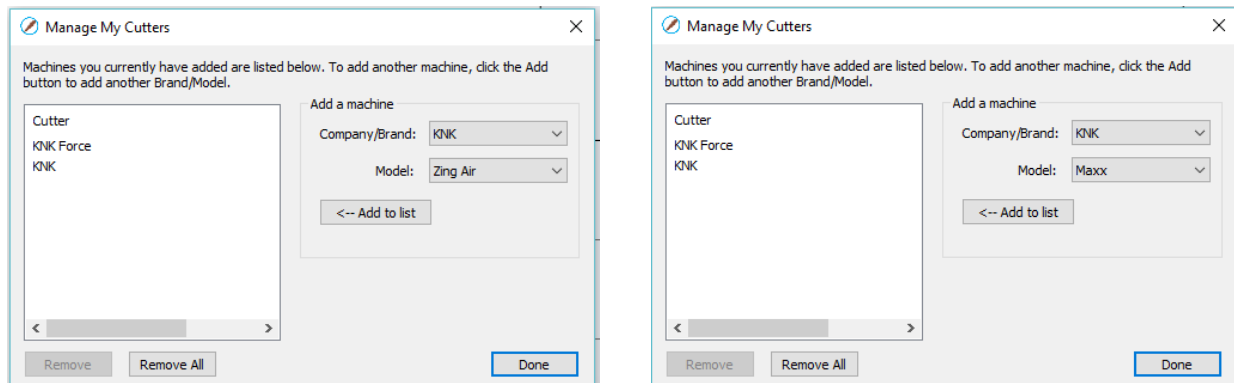 Manage My Cutters
Machines you currently have added are listed below. To add another machine, click the Add
button to add another Brand/Model.
Cutter
KNK Force
KNK
Add a machine
Company/Brand: KNK
Model: Zing Air
<-- Add to list
Remove
Remove All
Done
Manage My Cutters
Machines you currently have added are listed below. To add another machine, click the Add
button to add another Brand/Model.
Cutter
KNK Force
KNK
Add a machine
Company/Brand: KNK
Model: Maxx
<-- Add to list
Remove
Remove All
Done